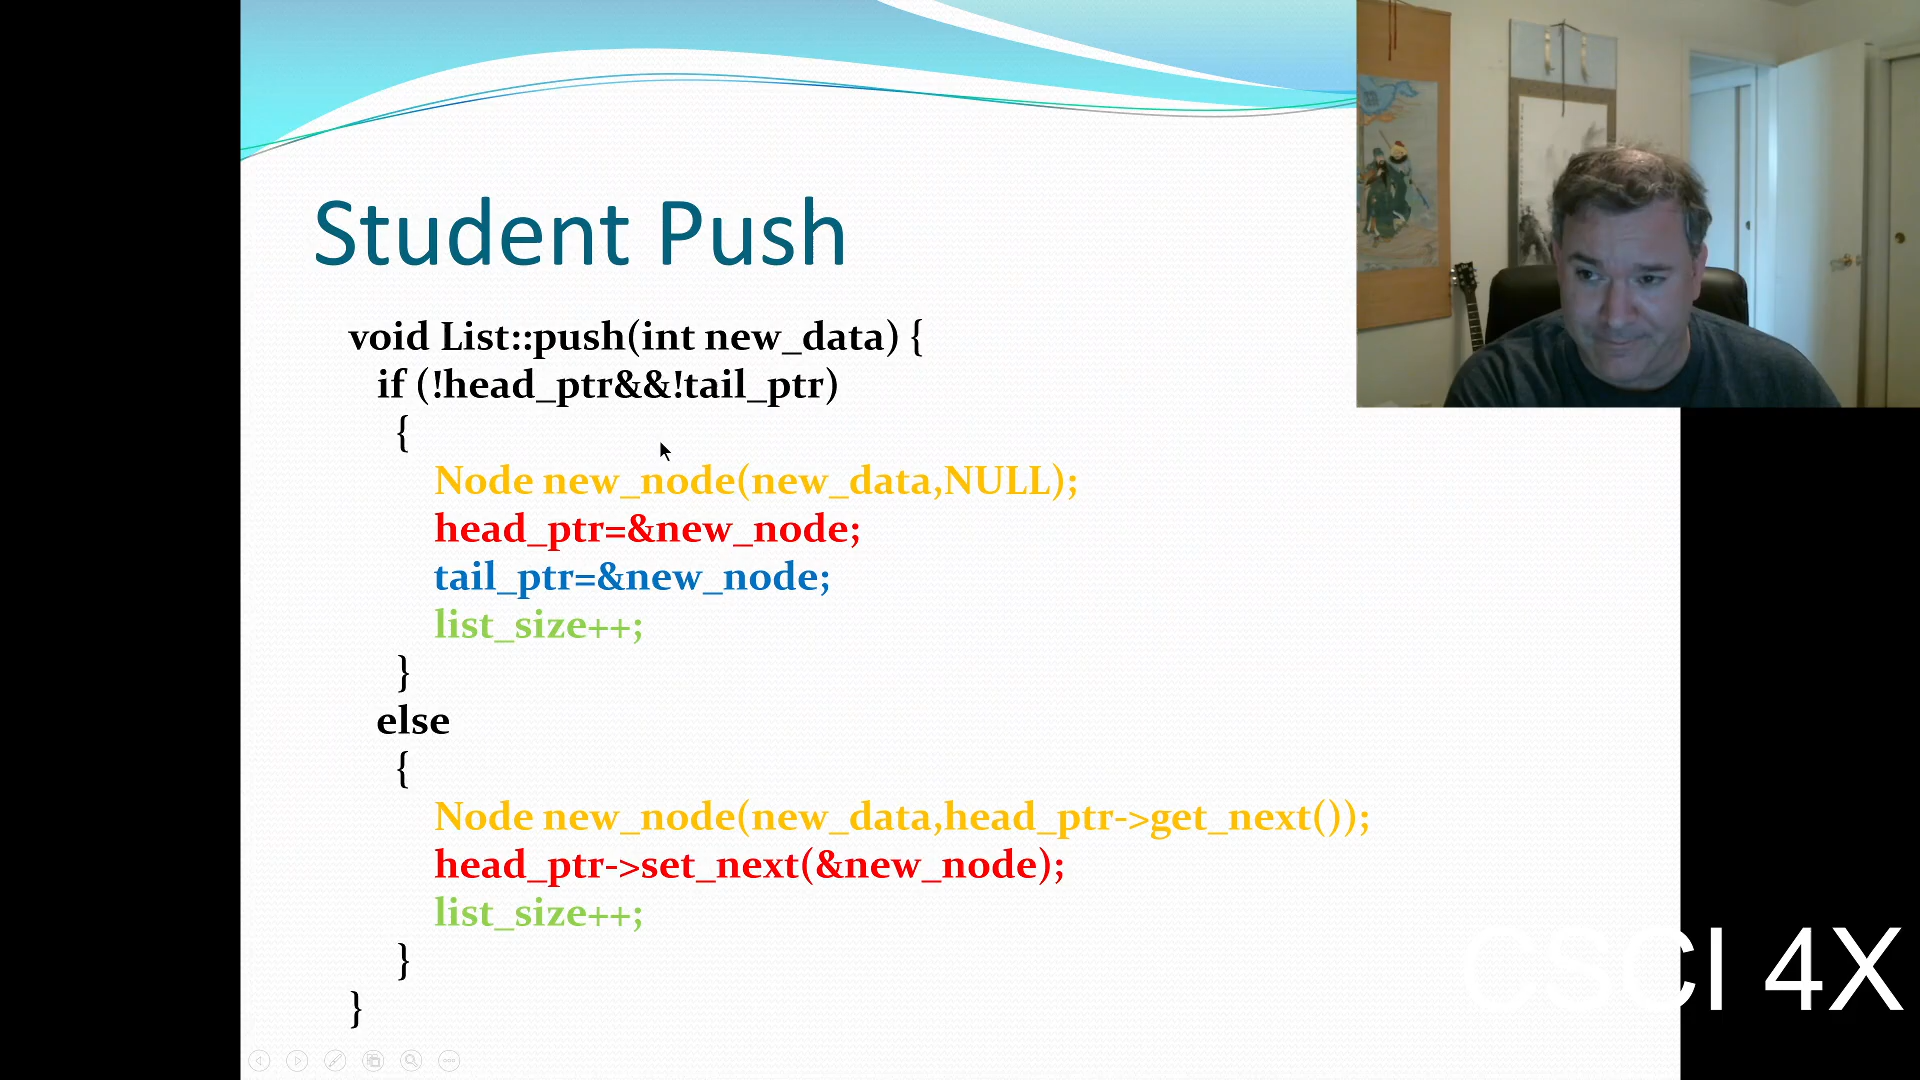 Student Push
void List::push(int new_data) {
if (!head_ptr&&!tail_ptr)
{
Node new_node(new_data,NULL);
head_ptr=&new_node;
tail_ptr=&new_node;
list_size++;
}
else
{
Node new_node(new_data,head_ptr->get_next());
head_ptr->set_next(&new_node);
list_size++;
}
}
CSCI 4X